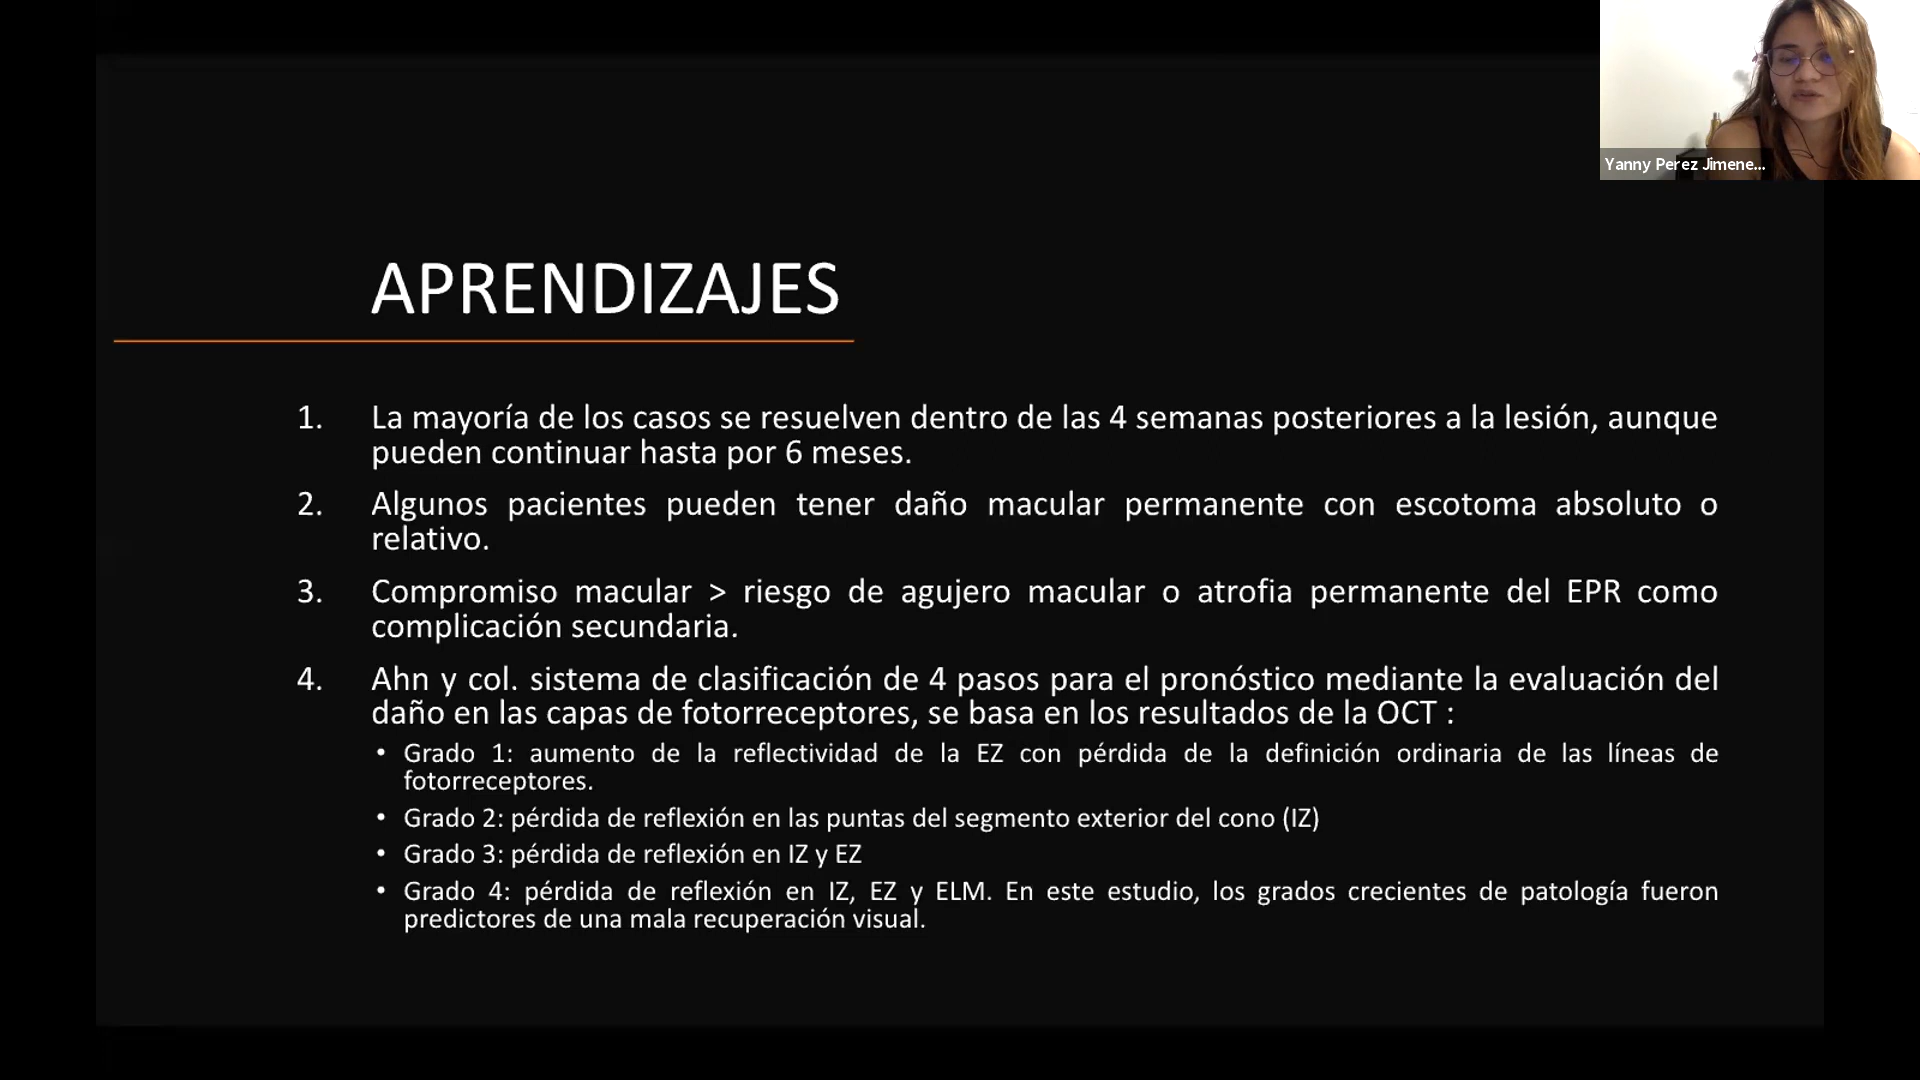 Yanny Perez Jimene...
APRENDIZAJES
1. La mayoría de los casos se resuelven dentro de las 4 semanas posteriores a la lesión, aunque
pueden continuar hasta por 6 meses.
2. Algunos pacientes pueden tener daño macular permanente con escotoma absoluto o
relativo.
3. Compromiso macular > riesgo de agujero macular o atrofia permanente del EPR como
complicación secundaria.
4. Ahn y col. sistema de clasificación de 4 pasos para el pronóstico mediante la evaluación del
daño en las capas de fotorreceptores, se basa en los resultados de la OCT :
• Grado 1: aumento de la reflectividad de la EZ con pérdida de la definición ordinaria de las líneas de
fotorreceptores.
• Grado 2: pérdida de reflexión en las puntas del segmento exterior del cono (IZ)
• Grado 3: pérdida de reflexión en IZ y EZ
• Grado 4: pérdida de reflexión en IZ, EZ y ELM. En este estudio, los grados crecientes de patología fueron
predictores de una mala recuperación visual.